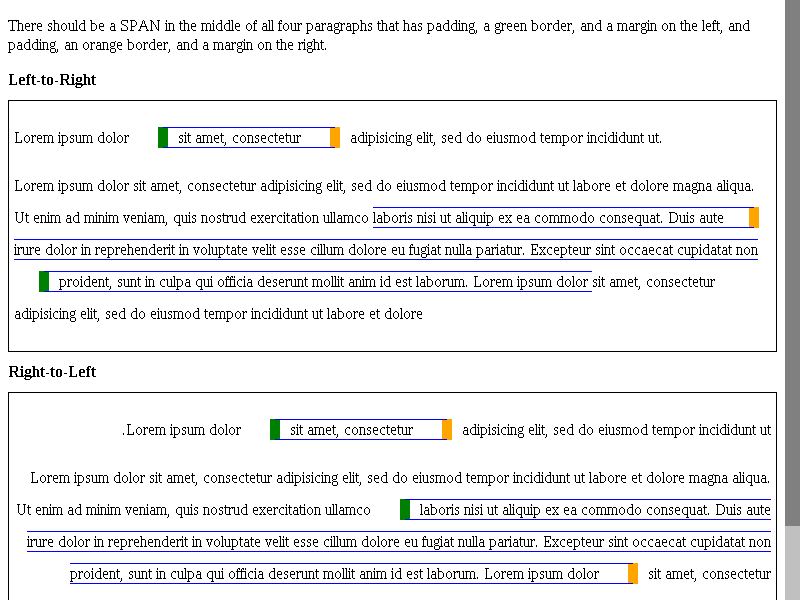 There should be a SPAN in the middle of all four paragraphs that has padding, a green border, and a margin on the left, and
padding, an orange border, and a margin on the right.
Left-to-Right
Lorem ipsum dolor sit amet, consectetur adipisicing elit, sed do eiusmod tempor incididunt ut.
Lorem ipsum dolor sit amet, consectetur adipisicing elit, sed do eiusmod tempor incididunt ut labore et dolore magna aliqua.
Ut enim ad minim veniam, quis nostrud exercitation ullamco laboris nisi ut aliquip ex ea commodo consequat. Duis aute
irure dolor in reprehenderit in voluptate velit esse cillum dolore eu fugiat nulla pariatur. Excepteur sint occaecat cupidatat non
proident, sunt in culpa qui officia deserunt mollit anim id est laborum. Lorem ipsum dolor sit amet, consectetur
adipisicing elit, sed do eiusmod tempor incididunt ut labore et dolore
Right-to-Left
.Lorem ipsum dolor sit amet, consectetur adipisicing elit, sed do eiusmod tempor incididunt ut
Lorem ipsum dolor sit amet, consectetur adipisicing elit, sed do eiusmod tempor incididunt ut labore et dolore magna aliqua.
Ut enim ad minim veniam, quis nostrud exercitation ullamco laboris nisi ut aliquip ex ea commodo consequat. Duis aute
irure dolor in reprehenderit in voluptate velit esse cillum dolore eu fugiat nulla pariatur. Excepteur sint occaecat cupidatat non
proident, sunt in culpa qui officia deserunt mollit anim id est laborum. Lorem ipsum dolor sit amet, consectetur